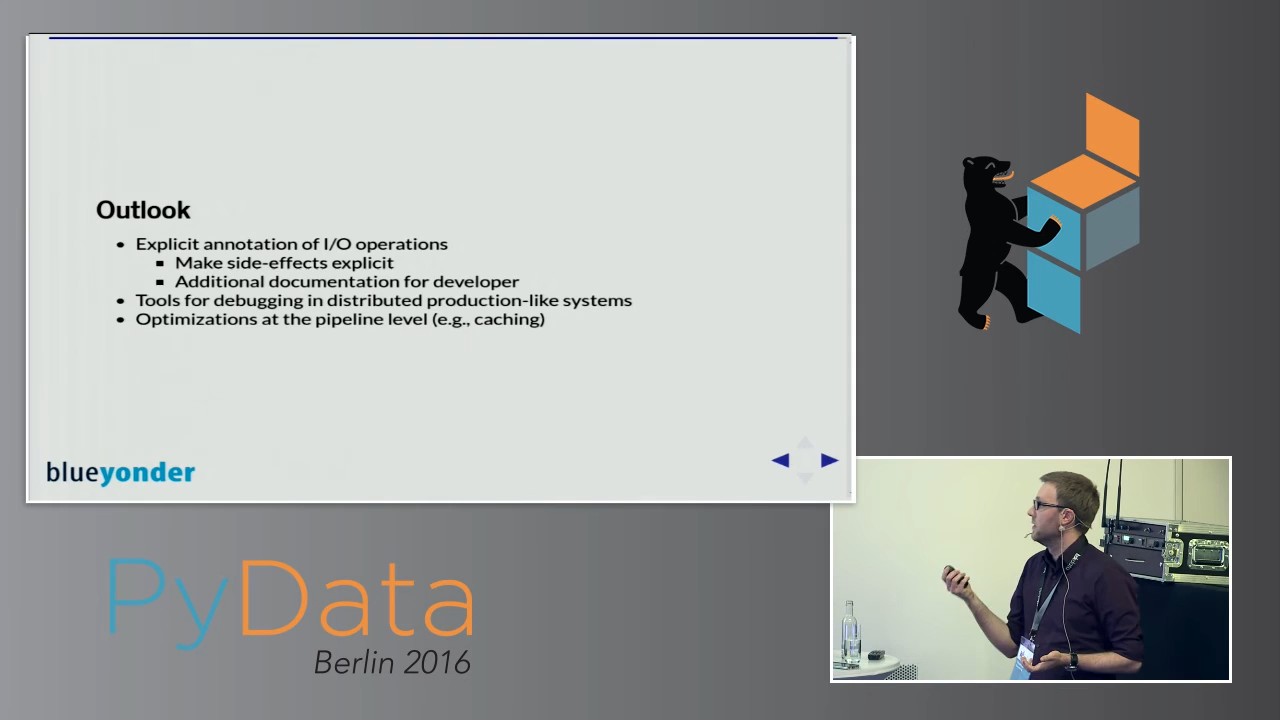 Outlook
• Explicit annotation of I/O operations
▪ Make side-effects explicit
▪ Additional documentation for developer
• Tools for debugging in distributed production-like systems
• Optimizations at the pipeline level (e.g., caching)
blueyonder
PyData
Berlin 2016